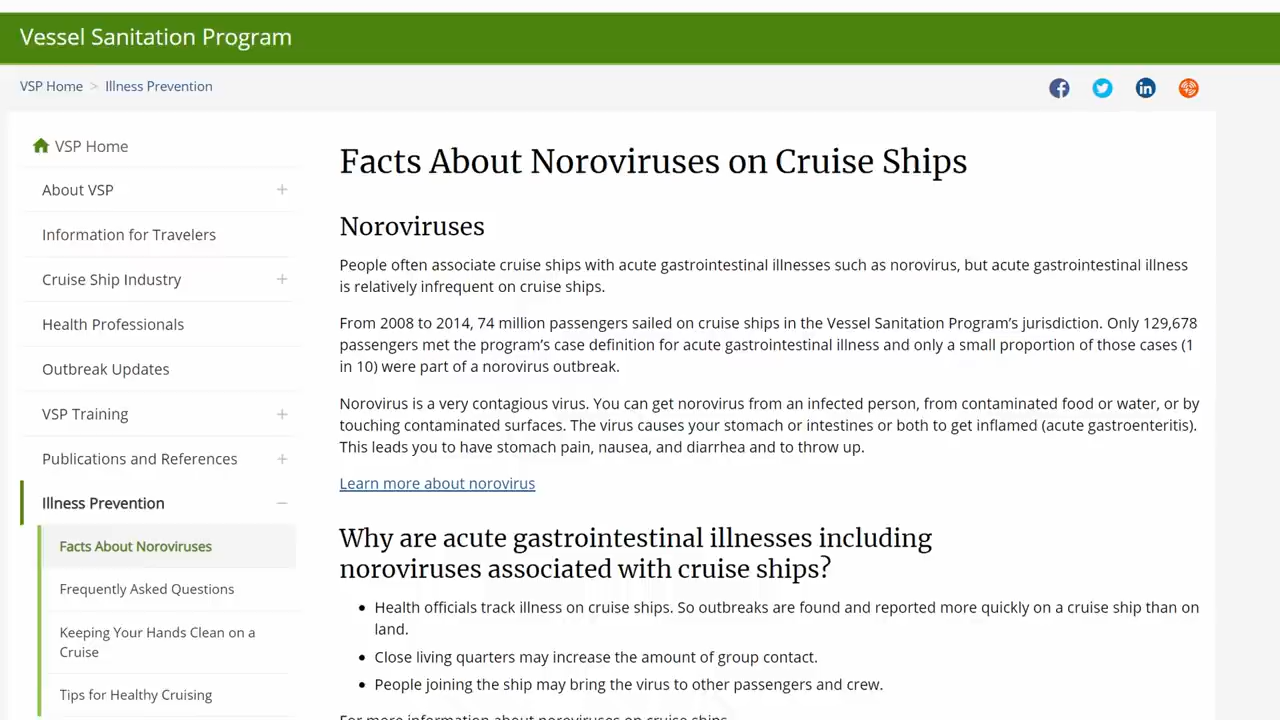 Vessel Sanitation Program
VSP Home > Illness Prevention
VSP Home
About VSP
Information for Travelers
Cruise Ship Industry
Health Professionals
Outbreak Updates
VSP Training
Publications and References
Illness Prevention
Facts About Noroviruses
Frequently Asked Questions
Keeping Your Hands Clean on a
Cruise
Tips for Healthy Cruising
Facts About Noroviruses on Cruise Ships
Noroviruses
People often associate cruise ships with acute gastrointestinal illnesses such as norovirus, but acute gastrointestinal illness
is relatively infrequent on cruise ships.
From 2008 to 2014, 74 million passengers sailed on cruise ships in the Vessel Sanitation Program’s jurisdiction. Only 129,678
passengers met the program’s case definition for acute gastrointestinal illness and only a small proportion of those cases (1
in 10) were part of a norovirus outbreak.
Norovirus is a very contagious virus. You can get norovirus from an infected person, from contaminated food or water, or by
touching contaminated surfaces. The virus causes your stomach or intestines or both to get inflamed (acute gastroenteritis).
This leads you to have stomach pain, nausea, and diarrhea and to throw up.
Learn more about norovirus
Why are acute gastrointestinal illnesses including
noroviruses associated with cruise ships?
• Health officials track illness on cruise ships. So outbreaks are found and reported more quickly on a cruise ship than on
land.
• Close living quarters may increase the amount of group contact.
• People joining the ship may bring the virus to other passengers and crew.
For more information about noroviruses on cruise ships